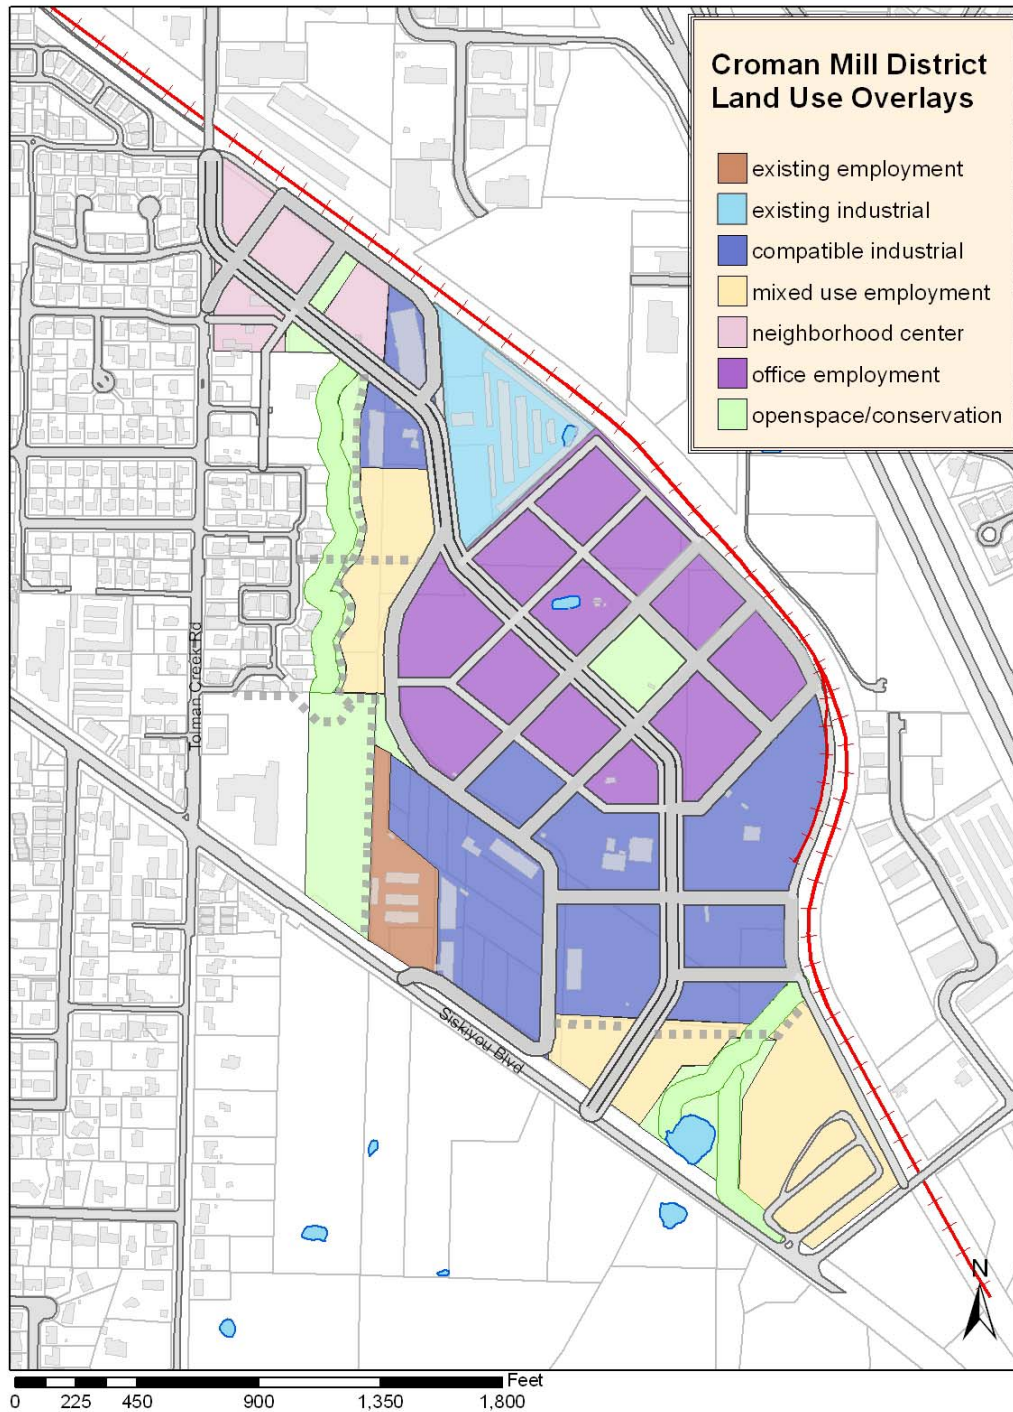 Croman Mill District
Land Use Overlays
existing employment
existing industrial
compatible industrial
mixed use employment
neighborhood center
office employment
openspace/conservation
Tolman Creek Rd
Siskiyou Blvd
N
Feet
0 225 450 900 1,350 1,800